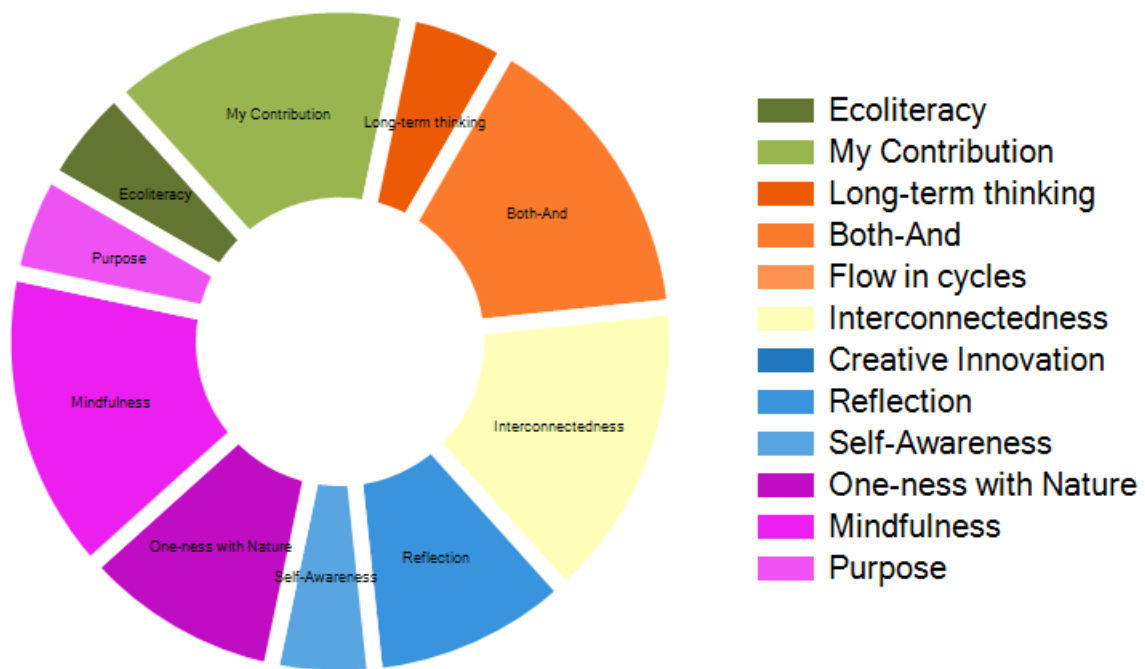 My Contribution
Long-term thinking
Ecoliteracy
Both-And
Purpose
Mindfulness
Interconnectedness
One-ness with Nature
Reflection
Self-Awareness
Ecoliteracy
My Contribution
Long-term thinking
Both-And
Flow in cycles
Interconnectedness
Creative Innovation
Reflection
Self-Awareness
One-ness with Nature
Mindfulness
Purpose